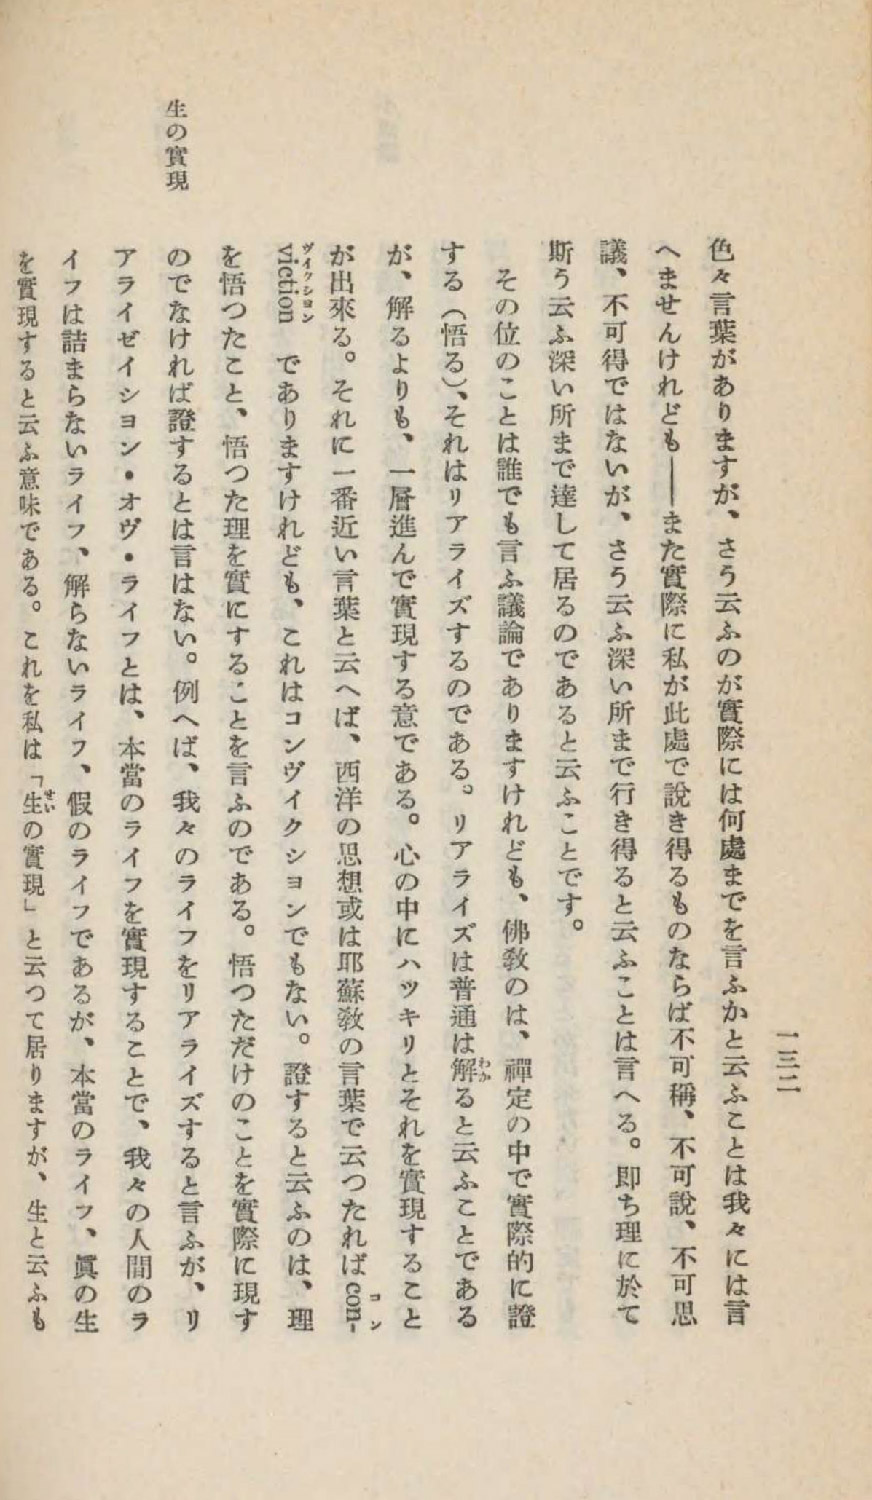 一三二
色々言葉がありますが、さう云ふのが實際には何處までを言ふかと云ふことは我々には言
へませんけれども――また實際に私が此處で說き得るものならば不可稱、不可說、不可思
議、不可得ではないが、さう云ふ深い所まで行き得ると云ふことは言へる。卽ち理に於て
斯う云ふ深い所まで達して居るのであると云ふことです。
その位のことは誰でも言ふ議論でありますけれども、佛敎のは、禪定の中で實際的に證
する（悟る）、それはリアライズするのである。リアライズは普通は解ると云ふことである
わか
が、解るよりも、一層進んで實現する意である。心の中にハッキリとそれを實現すること
が出來る。それに一番近い言葉と云へば、西洋の思想或は耶蘇敎の言葉で云つたればcon-
コン
viction でありますけれども、これはコンヴイクションでもない。證すると云ふのは、理
ヴイクション
を悟つたこと、悟つた理を實にすることを言ふのである。悟つただけのことを實際に現す
のでなければ證するとは言はない。例へば、我々のライフをリアライズすると言ふが、リ
アライゼイション・オヴ・ライフとは、本當のライフを實現することで、我々の人間のラ
イフは詰まらないライフ、解らないライフ、假のライフであるが、本當のライフ、眞の生
を實現すると云ふ意味である。これを私は「生の實現」と云つて居りますが、生と云ふも
せい
生の實現